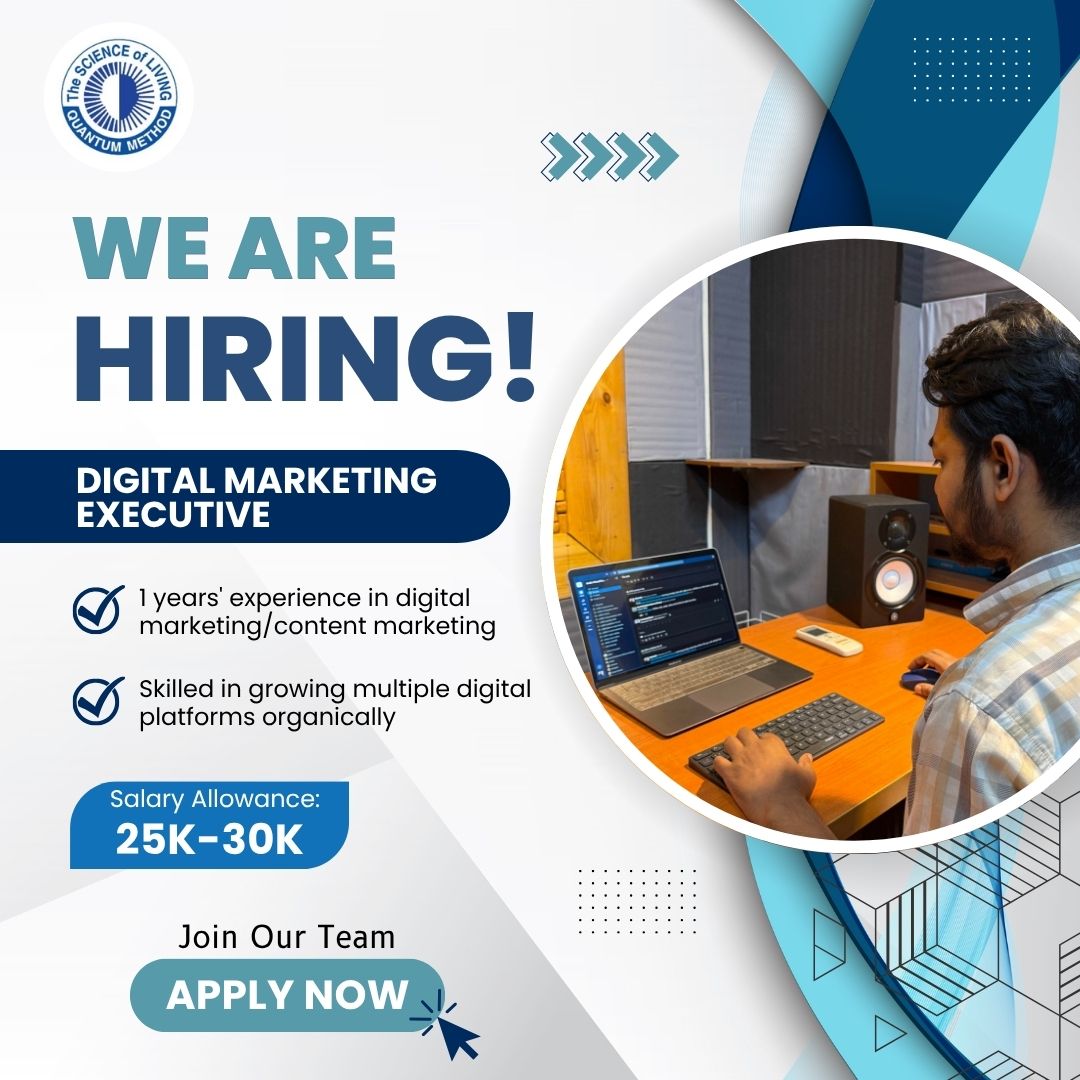 The SCIENCE of LIVING
QUANTUM METHOD
WE ARE
HIRING!
DIGITAL MARKETING
EXECUTIVE
1 years' experience in digital
marketing/content marketing
Skilled in growing multiple digital
platforms organically
Salary Allowance:
25K-30K
Join Our Team
APPLY NOW